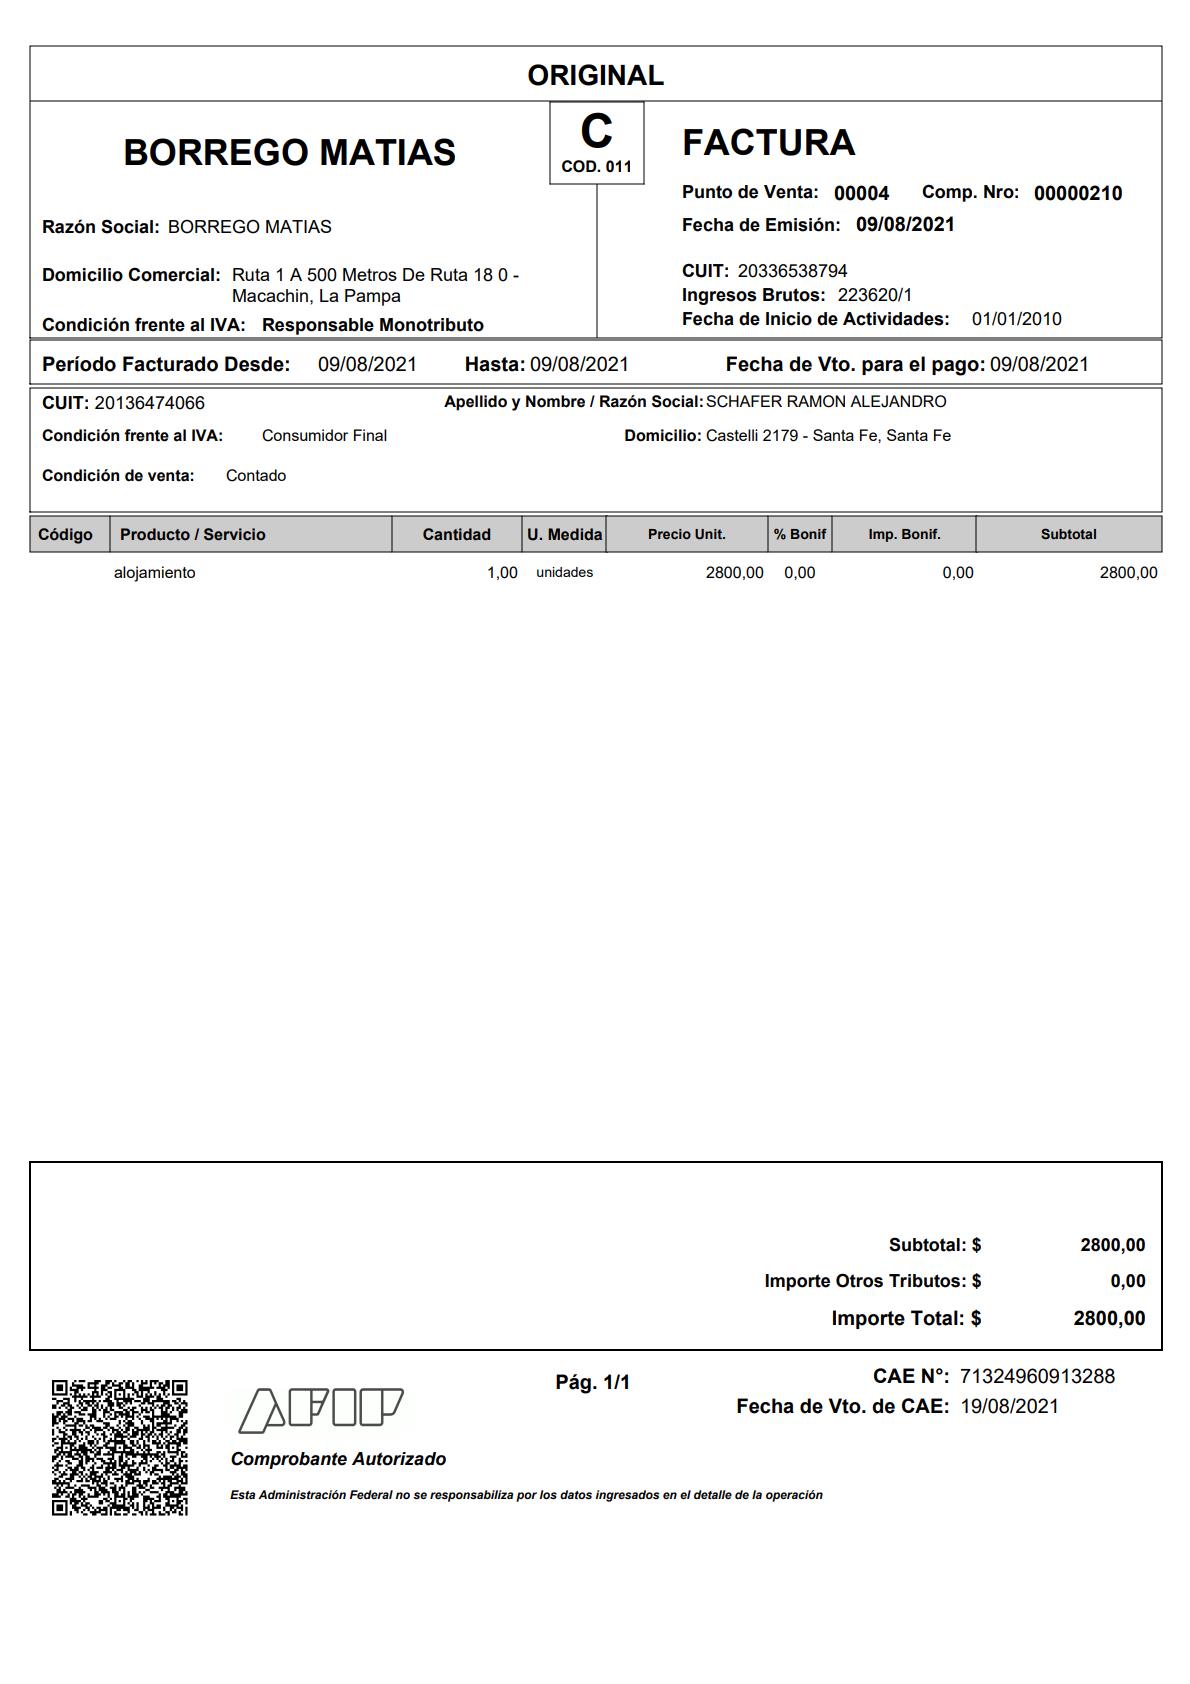 ORIGINAL
BORREGO MATIAS
C
COD. 011
FACTURA
Punto de Venta: 00004 Comp. Nro: 00000210
Fecha de Emisión: 09/08/2021
Razón Social: BORREGO MATIAS
Domicilio Comercial: Ruta 1 A 500 Metros De Ruta 18 0 -
Macachin, La Pampa
Condición frente al IVA: Responsable Monotributo
CUIT: 20336538794
Ingresos Brutos: 223620/1
Fecha de Inicio de Actividades: 01/01/2010
Período Facturado Desde: 09/08/2021 Hasta: 09/08/2021 Fecha de Vto. para el pago: 09/08/2021
CUIT: 20136474066 Apellido y Nombre / Razón Social: SCHAFER RAMON ALEJANDRO
Condición frente al IVA: Consumidor Final Domicilio: Castelli 2179 - Santa Fe, Santa Fe
Condición de venta: Contado
Código Producto / Servicio Cantidad U. Medida Precio Unit. % Bonif Imp. Bonif. Subtotal
alojamiento 1,00 unidades 2800,00 0,00 0,00 2800,00
Subtotal: $ 2800,00
Importe Otros Tributos: $ 0,00
Importe Total: $ 2800,00
AFIP
Pág. 1/1
CAE N°: 71324960913288
Fecha de Vto. de CAE: 19/08/2021
Comprobante Autorizado
Esta Administración Federal no se responsabiliza por los datos ingresados en el detalle de la operación